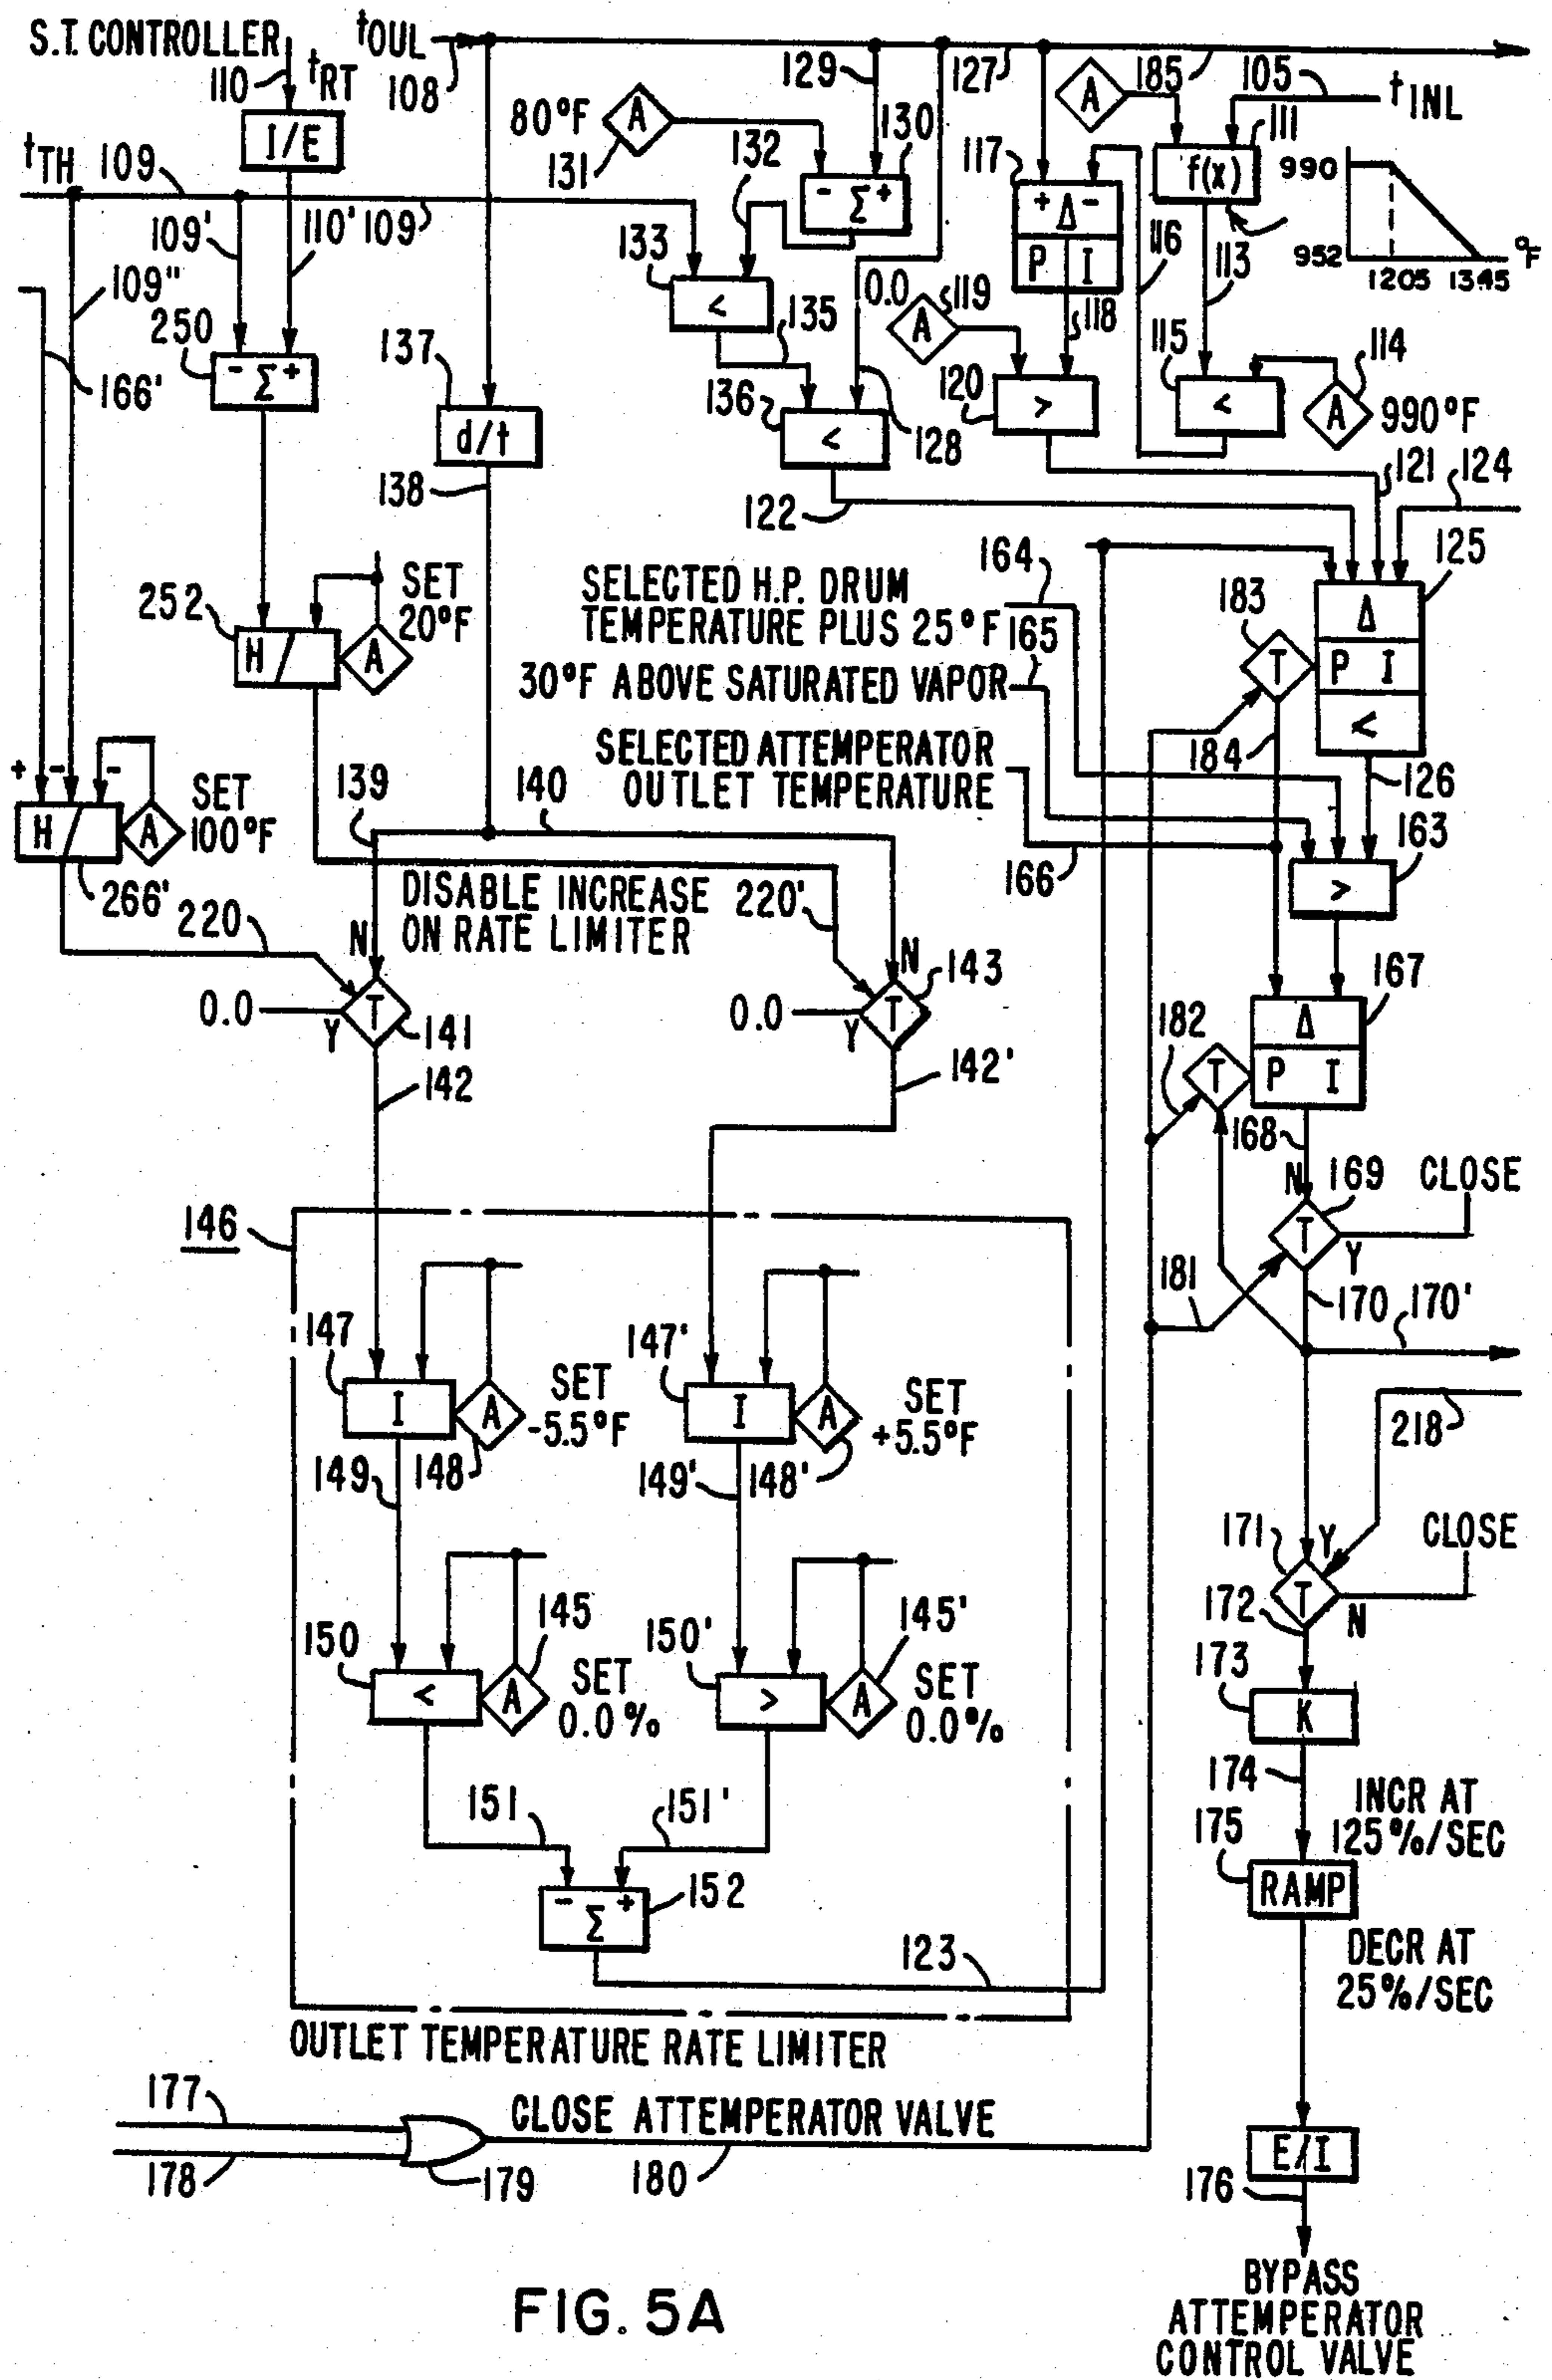 S.T. CONTROLLER
110
tRT
tOUL
108
129
127
185
105
tINL
80°F
A
131
132
130
A
111
I/E
117
f(x)
990
952
1205
1345
°F
tTH
109
109'
110'
109
- Σ +
+ Δ -
P I
116
113
133
<
135
0.0
119
A
118
109"
166'
250
- Σ +
137
d/t
138
136
<
128
120
>
115
<
114
A
990°F
121
124
122
125
164
SELECTED H.P. DRUM
TEMPERATURE PLUS 25°F
165
30°F ABOVE SATURATED VAPOR
SELECTED ATTEMPERATOR
OUTLET TEMPERATURE
166
183
T
Δ
P I
<
184
126
252
H/
A
SET
20°F
+ - -
H/
A
SET
100°F
266'
139
140
163
>
220
DISABLE INCREASE
ON RATE LIMITER
220'
N
N
0.0
Y
T
141
0.0
Y
T
143
142
142'
167
Δ
P I
182
T
168
N
169
T
Y
CLOSE
181
170
170'
146
147
I
A
SET
-5.5°F
148
149
147'
I
A
SET
+5.5°F
148'
149'
218
171
Y
T
N
CLOSE
172
150
<
A
145
SET
0.0%
150'
>
A
145'
SET
0.0%
173
K
174
INCR AT
125%/SEC
175
RAMP
DECR AT
25%/SEC
151
151'
- Σ +
152
123
OUTLET TEMPERATURE RATE LIMITER
177
178
179
CLOSE ATTEMPERATOR VALVE
180
E/I
176
BYPASS
ATTEMPERATOR
CONTROL VALVE
FIG. 5A